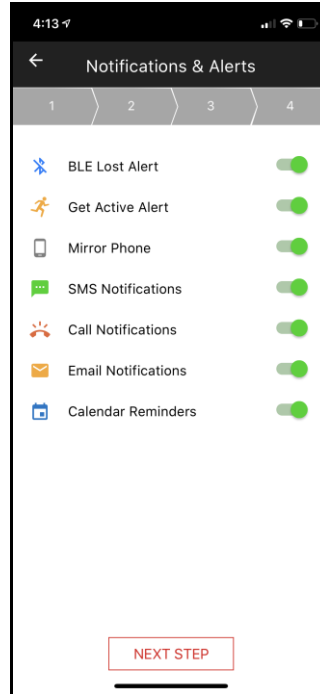 4:13
Notifications & Alerts
1 2 3 4
BLE Lost Alert
Get Active Alert
Mirror Phone
SMS Notifications
Call Notifications
Email Notifications
Calendar Reminders
NEXT STEP